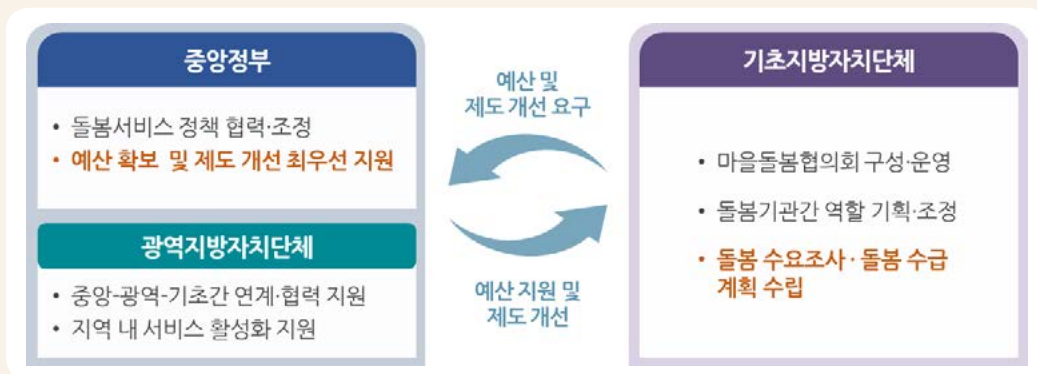 중앙정부
• 돌봄서비스 정책 협력·조정
• 예산 확보 및 제도 개선 최우선 지원
광역지방자치단체
• 중앙-광역-기초간 연계·협력 지원
• 지역 내 서비스 활성화 지원
예산 및
제도 개선 요구
예산 지원 및
제도 개선
기초지방자치단체
• 마을돌봄협의회 구성·운영
• 돌봄기관간 역할 기획·조정
• 돌봄 수요조사·돌봄 수급
계획 수립